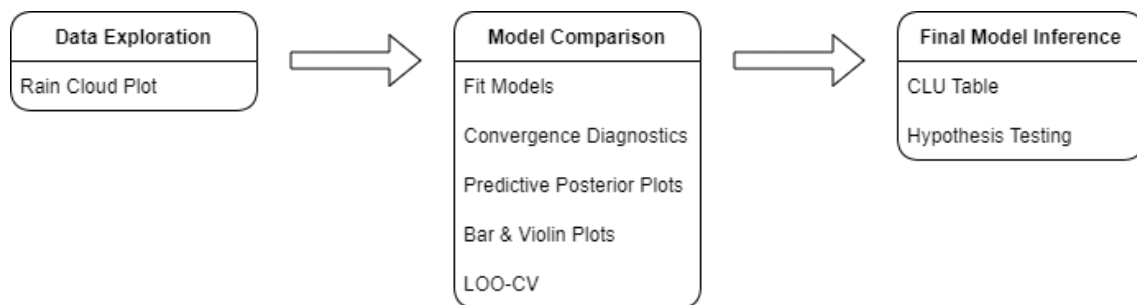 Data Exploration
Rain Cloud Plot
Model Comparison
Fit Models
Convergence Diagnostics
Predictive Posterior Plots
Bar & Violin Plots
LOO-CV
Final Model Inference
CLU Table
Hypothesis Testing